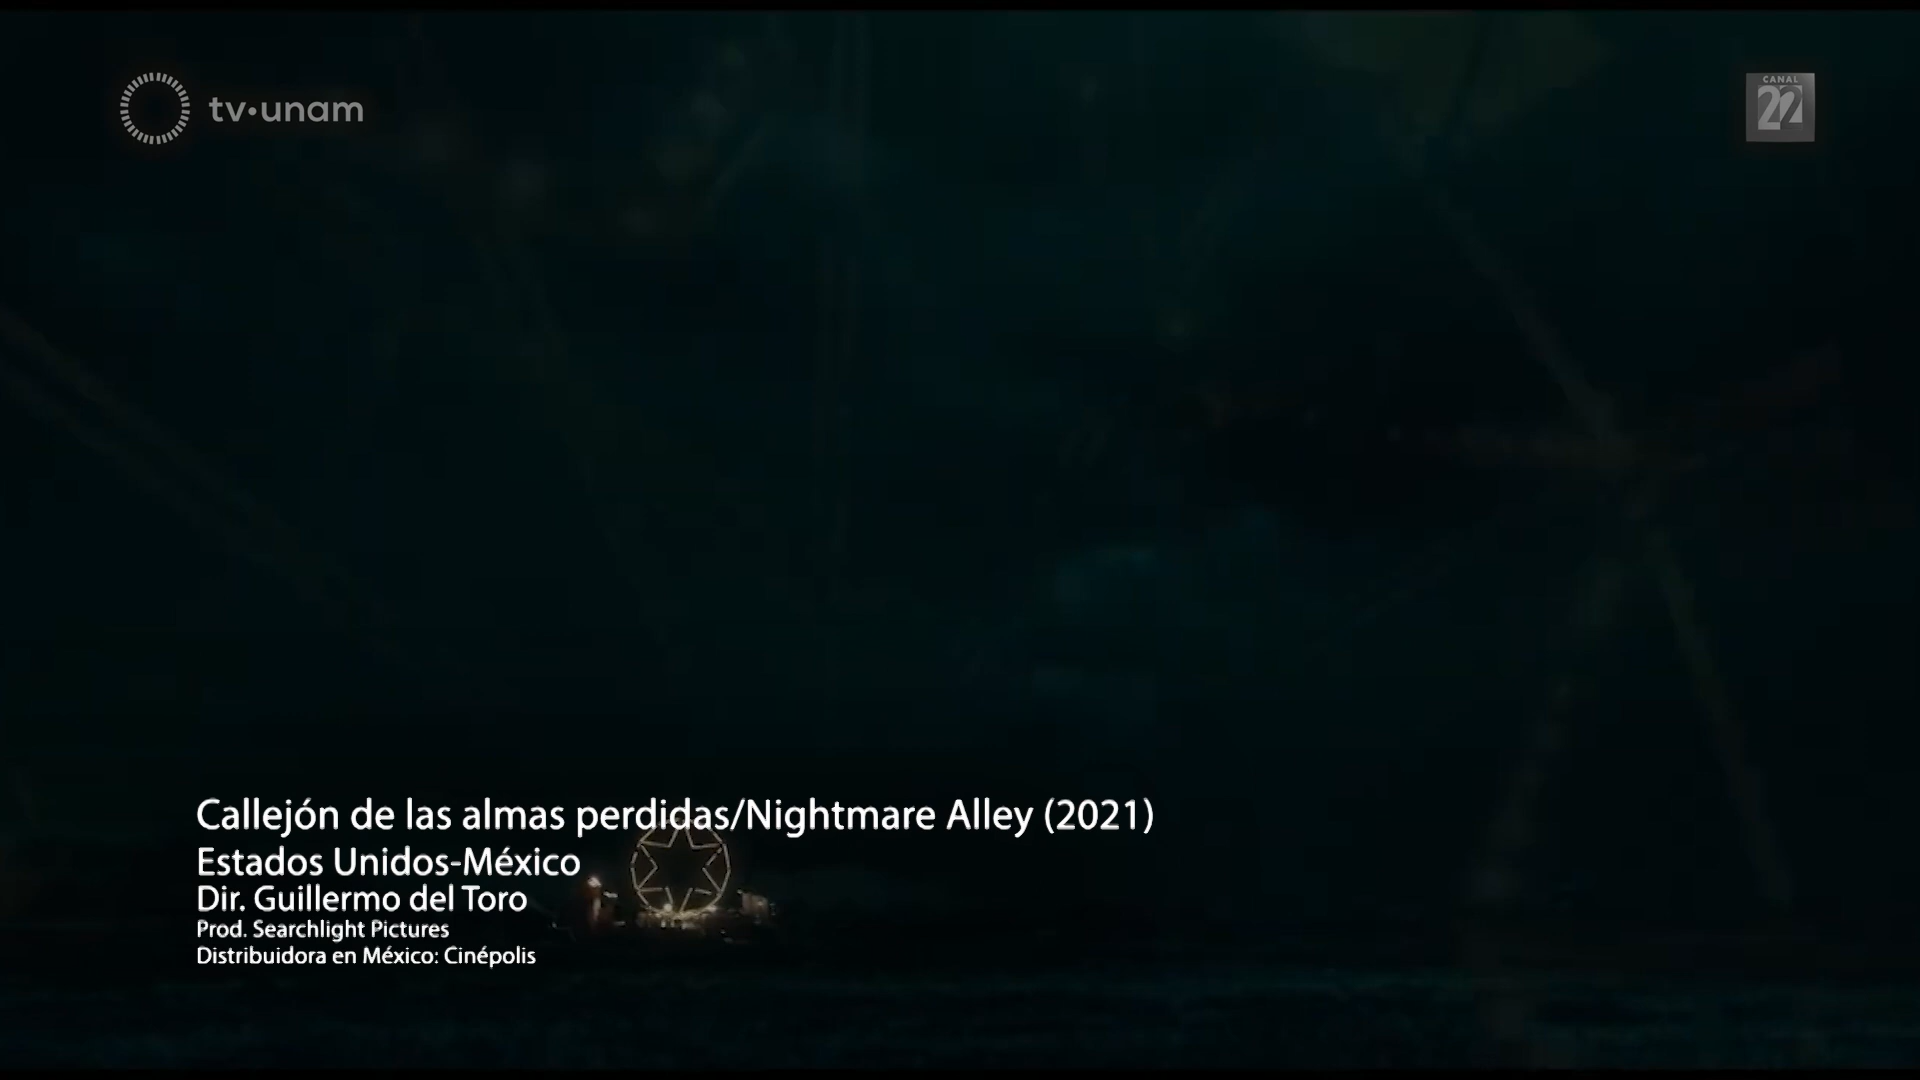 tv·unam
CANAL
22
Callejón de las almas perdidas/Nightmare Alley (2021)
Estados Unidos-México
Dir. Guillermo del Toro
Prod. Searchlight Pictures
Distribuidora en México: Cinépolis